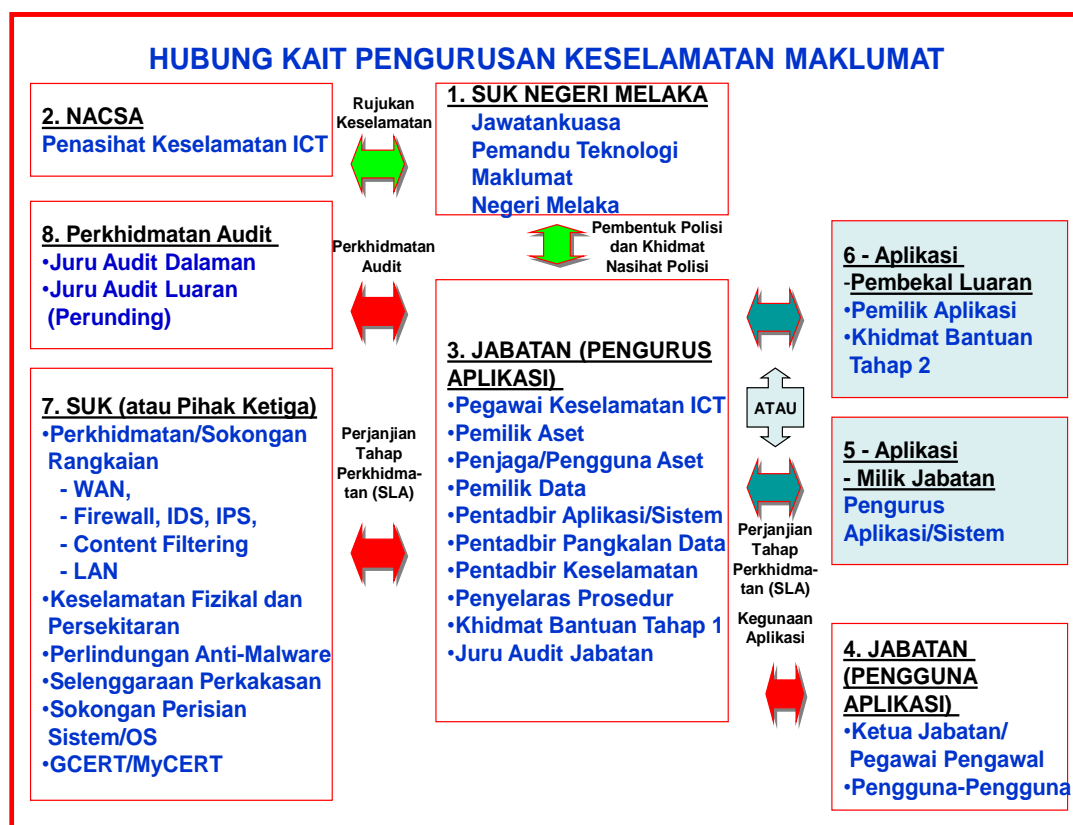 HUBUNG KAIT PENGURUSAN KESELAMATAN MAKLUMAT
2. NACSA
Penasihat Keselamatan ICT
Rujukan
Keselamatan
1. SUK NEGERI MELAKA
Jawatankuasa
Pemandu Teknologi
Maklumat
Negeri Melaka
8. Perkhidmatan Audit
•Juru Audit Dalaman
•Juru Audit Luaran
(Perunding)
Perkhidmatan
Audit
Pembentuk Polisi
dan Khidmat
Nasihat Polisi
6 - Aplikasi
-Pembekal Luaran
•Pemilik Aplikasi
•Khidmat Bantuan
Tahap 2
3. JABATAN (PENGURUS
APLIKASI)
•Pegawai Keselamatan ICT
•Pemilik Aset
•Penjaga/Pengguna Aset
•Pemilik Data
•Pentadbir Aplikasi/Sistem
•Pentadbir Pangkalan Data
•Pentadbir Keselamatan
•Penyelaras Prosedur
•Khidmat Bantuan Tahap 1
•Juru Audit Jabatan
ATAU
7. SUK (atau Pihak Ketiga)
•Perkhidmatan/Sokongan
Rangkaian
- WAN,
- Firewall, IDS, IPS,
- Content Filtering
- LAN
•Keselamatan Fizikal dan
Persekitaran
•Perlindungan Anti-Malware
•Selenggaraan Perkakasan
•Sokongan Perisian
Sistem/OS
•GCERT/MyCERT
Perjanjian
Tahap
Perkhidma-
tan (SLA)
5 - Aplikasi
- Milik Jabatan
Pengurus
Aplikasi/Sistem
Perjanjian
Tahap
Perkhidma-
tan (SLA)
Kegunaan
Aplikasi
4. JABATAN
(PENGGUNA
APLIKASI)
•Ketua Jabatan/
Pegawai Pengawal
•Pengguna-Pengguna